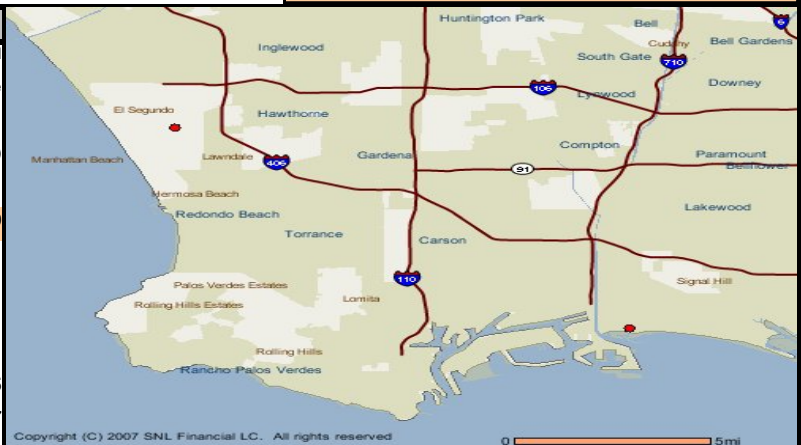 Huntington Park
Bell
6
Inglewood
Cudahy
Bell Gardens
South Gate
710
106
Lynwood
Downey
El Segundo
Hawthorne
Compton
Manhattan Beach
Lawndale
406
Gardena
91
Paramount
Bellflower
Hermosa Beach
Redondo Beach
Lakewood
Torrance
Carson
110
Palos Verdes Estates
Signal Hill
Rolling Hills Estates
Lomita
Rolling Hills
Rancho Palos Verdes
Copyright (C) 2007 SNL Financial LC. All rights reserved
0 5mi